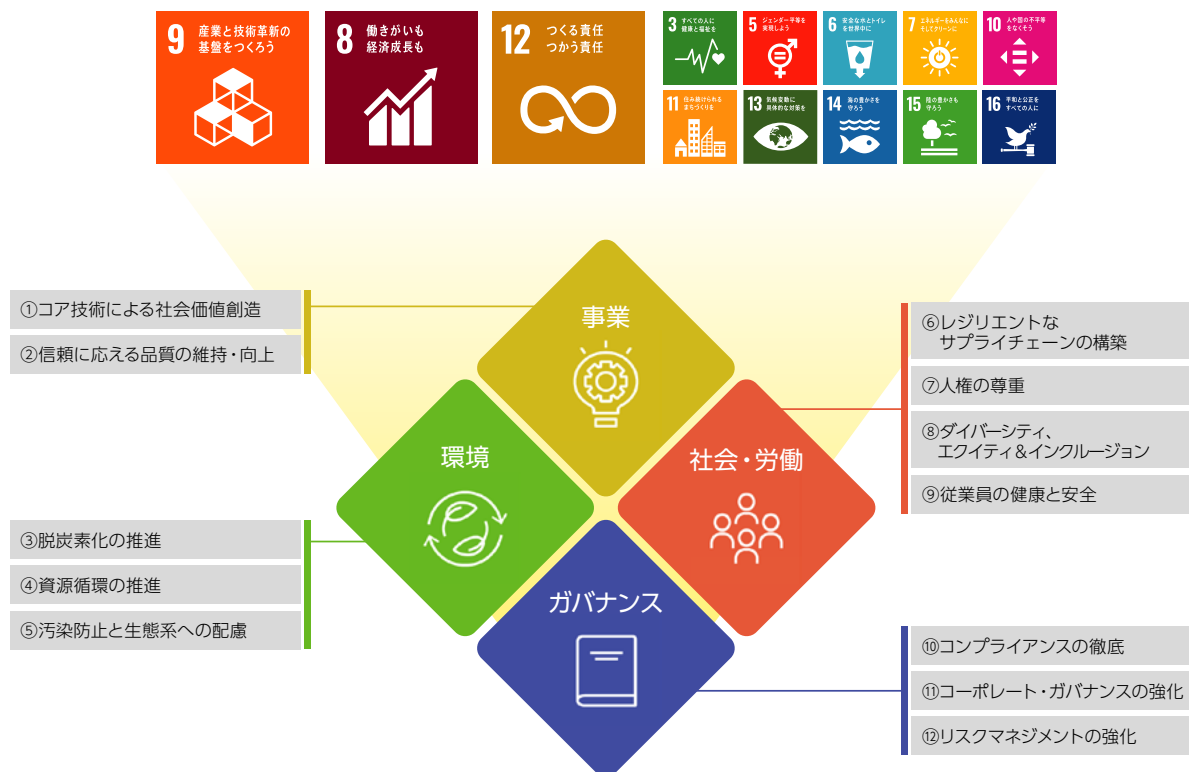 9 産業と技術革新の
基盤をつくろう
8 働きがいも
経済成長も
12 つくる責任
つかう責任
3 すべての人に
健康と福祉を
5 ジェンダー平等を
実現しよう
6 安全な水とトイレ
を世界中に
7 エネルギーをみんなに
そしてクリーンに
10 人や国の不平等
をなくそう
11 住み続けられる
まちづくりを
13 気候変動に
具体的な対策を
14 海の豊かさを
守ろう
15 陸の豊かさも
守ろう
16 平和と公正を
すべての人に
事業
①コア技術による社会価値創造
②信頼に応える品質の維持・向上
環境
③脱炭素化の推進
④資源循環の推進
⑤汚染防止と生態系への配慮
社会・労働
⑥レジリエントな
サプライチェーンの構築
⑦人権の尊重
⑧ダイバーシティ、
エクイティ&インクルージョン
⑨従業員の健康と安全
ガバナンス
⑩コンプライアンスの徹底
⑪コーポレート・ガバナンスの強化
⑫リスクマネジメントの強化